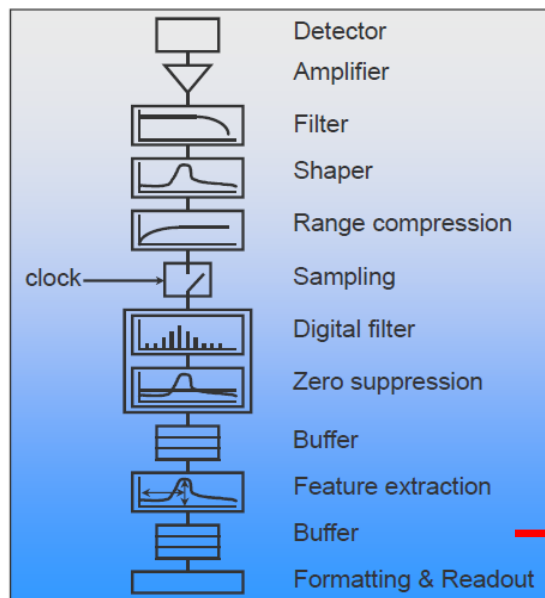 Detector
Amplifier
Filter
Shaper
Range compression
clock
Sampling
Digital filter
Zero suppression
Buffer
Feature extraction
Buffer
Formatting & Readout